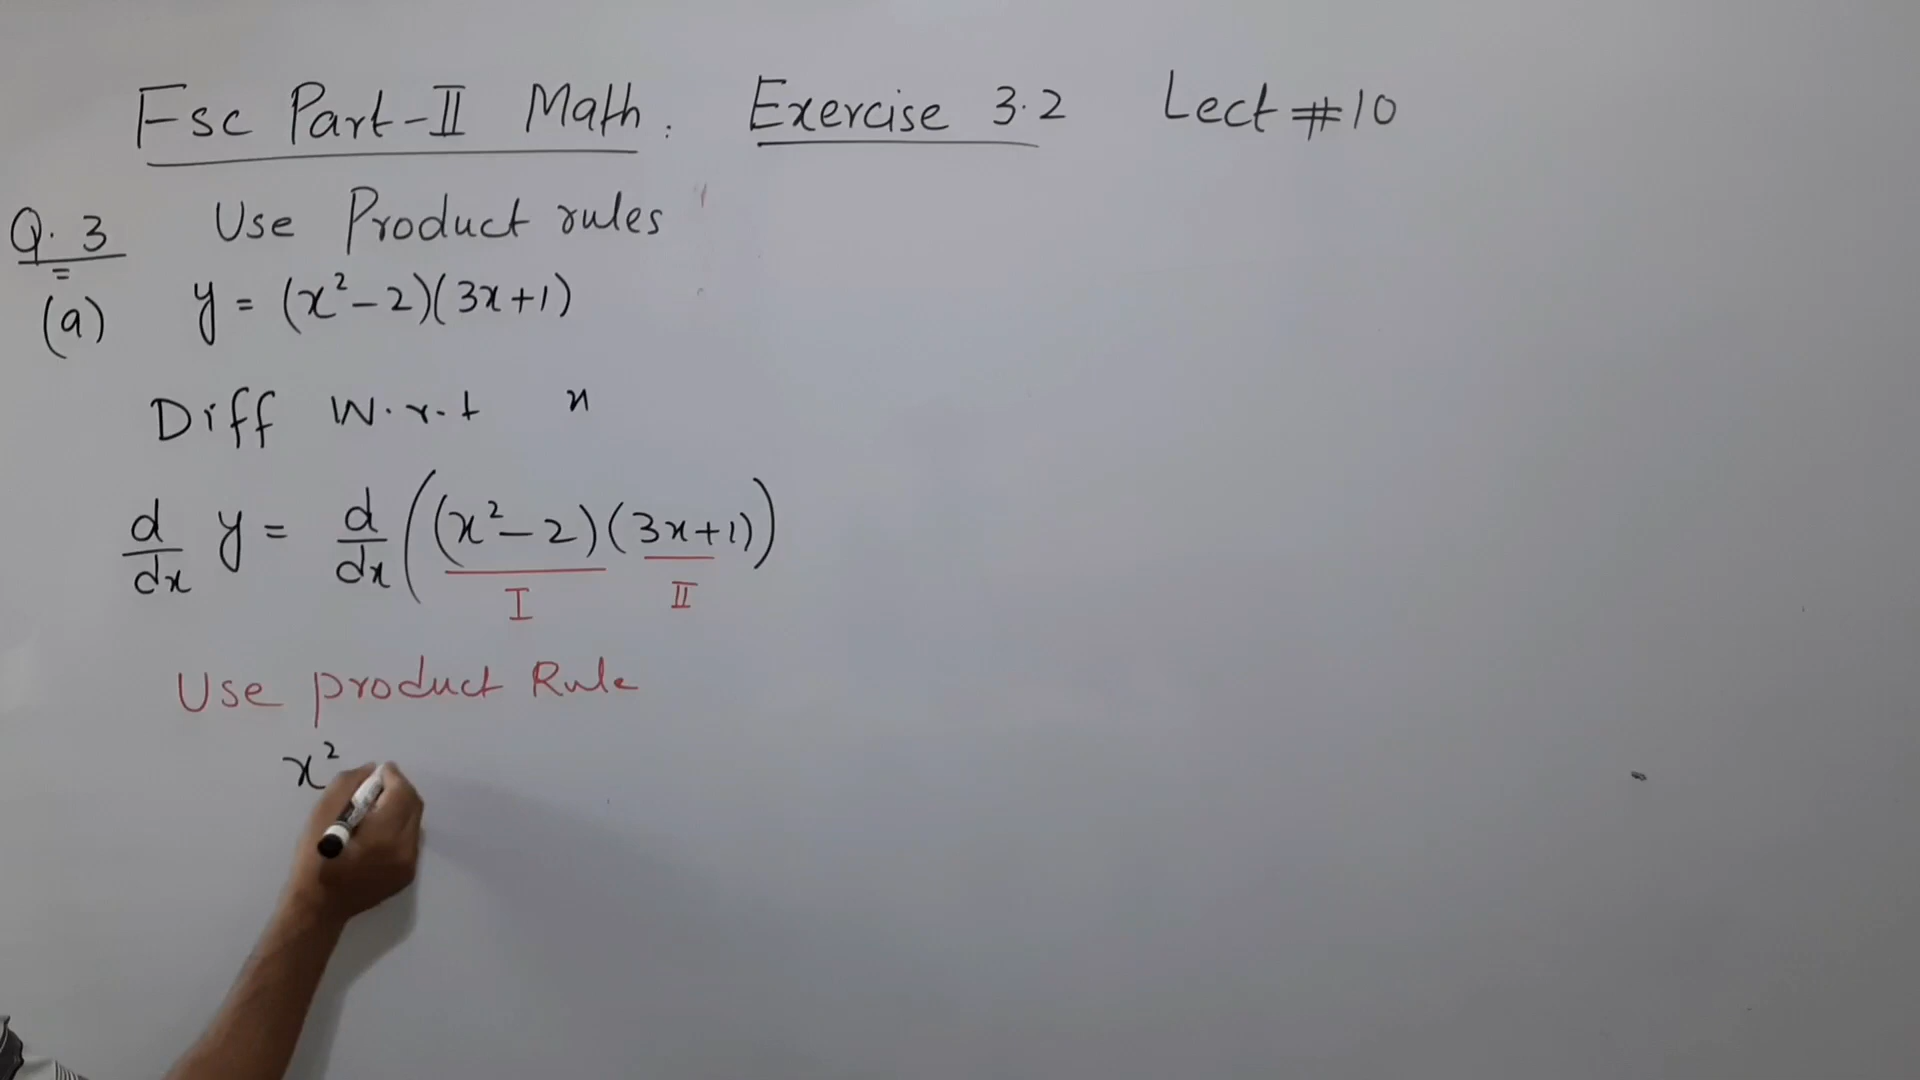 Fsc Part-II Math. Exercise 3.2 Lect #10
Q.3 Use Product rules
(a) y = (x²-2)(3x+1)
Diff W.r.t x
d/dx y = d/dx ((x²-2)(3x+1))
I II
Use product Rule
x²